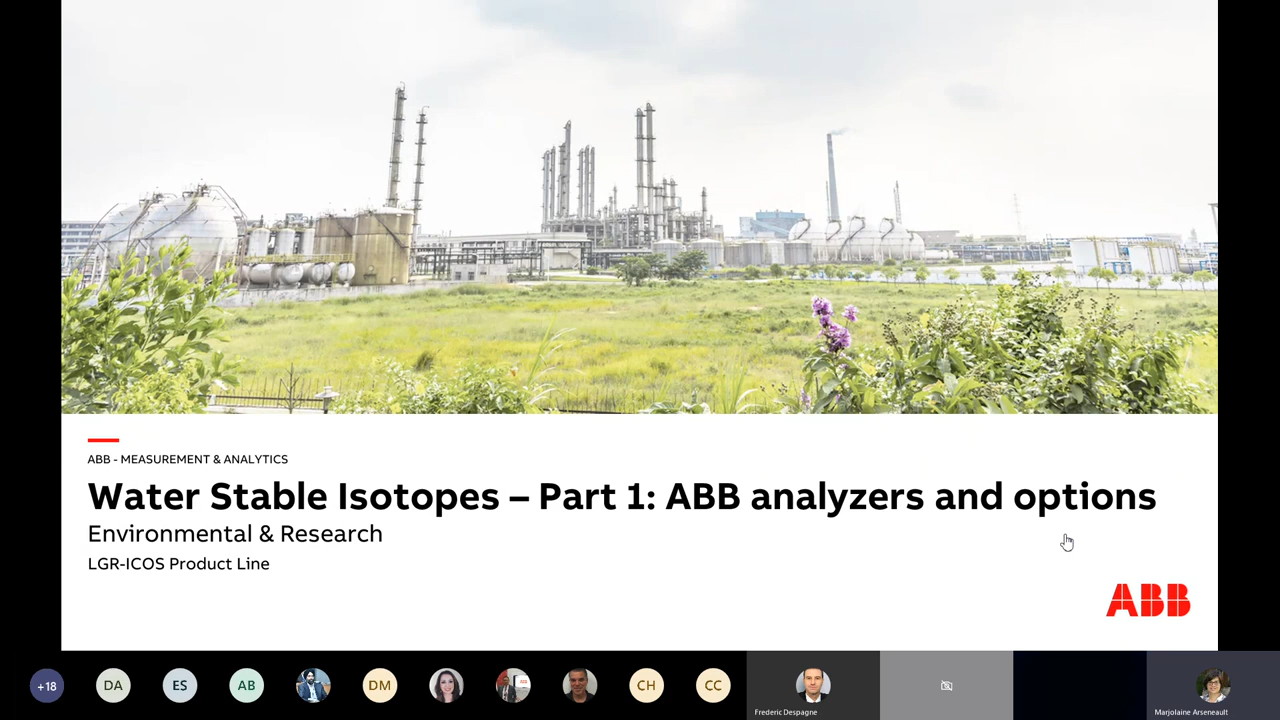 ABB - MEASUREMENT & ANALYTICS
Water Stable Isotopes – Part 1: ABB analyzers and options
Environmental & Research
LGR-ICOS Product Line
ABB
+18
DA
ES
AB
DM
CH
CC
Frederic Despagne
Marjolaine Arseneault